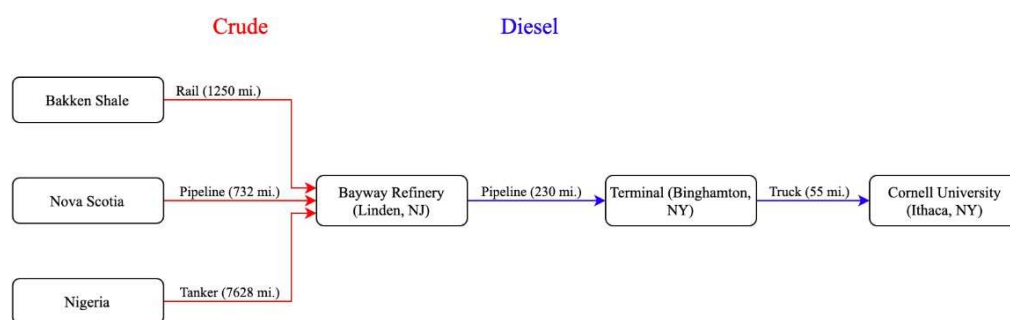 Crude
Diesel
Bakken Shale
Rail (1250 mi.)
Nova Scotia
Pipeline (732 mi.)
Bayway Refinery
(Linden, NJ)
Pipeline (230 mi.)
Terminal (Binghamton,
NY)
Truck (55 mi.)
Cornell University
(Ithaca, NY)
Nigeria
Tanker (7628 mi.)